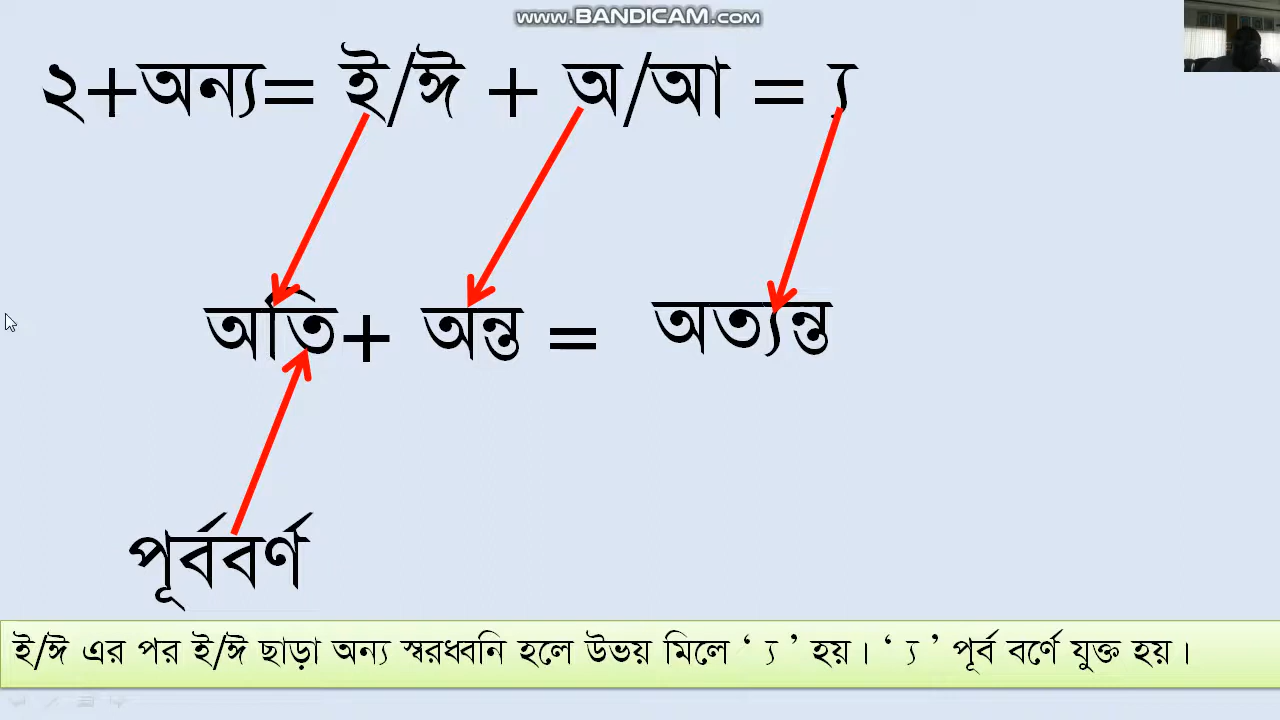 www.BANDICAM.com
২+অন্য= ই/ঈ + অ/আ = ্য
অতি+ অন্ত = অত্যন্ত
পূর্ববর্ণ
ই/ঈ এর পর ই/ঈ ছাড়া অন্য স্বরধ্বনি হলে উভয় মিলে ‘ ্য ’ হয়। ‘ ্য ’ পূর্ব বর্ণে যুক্ত হয়।